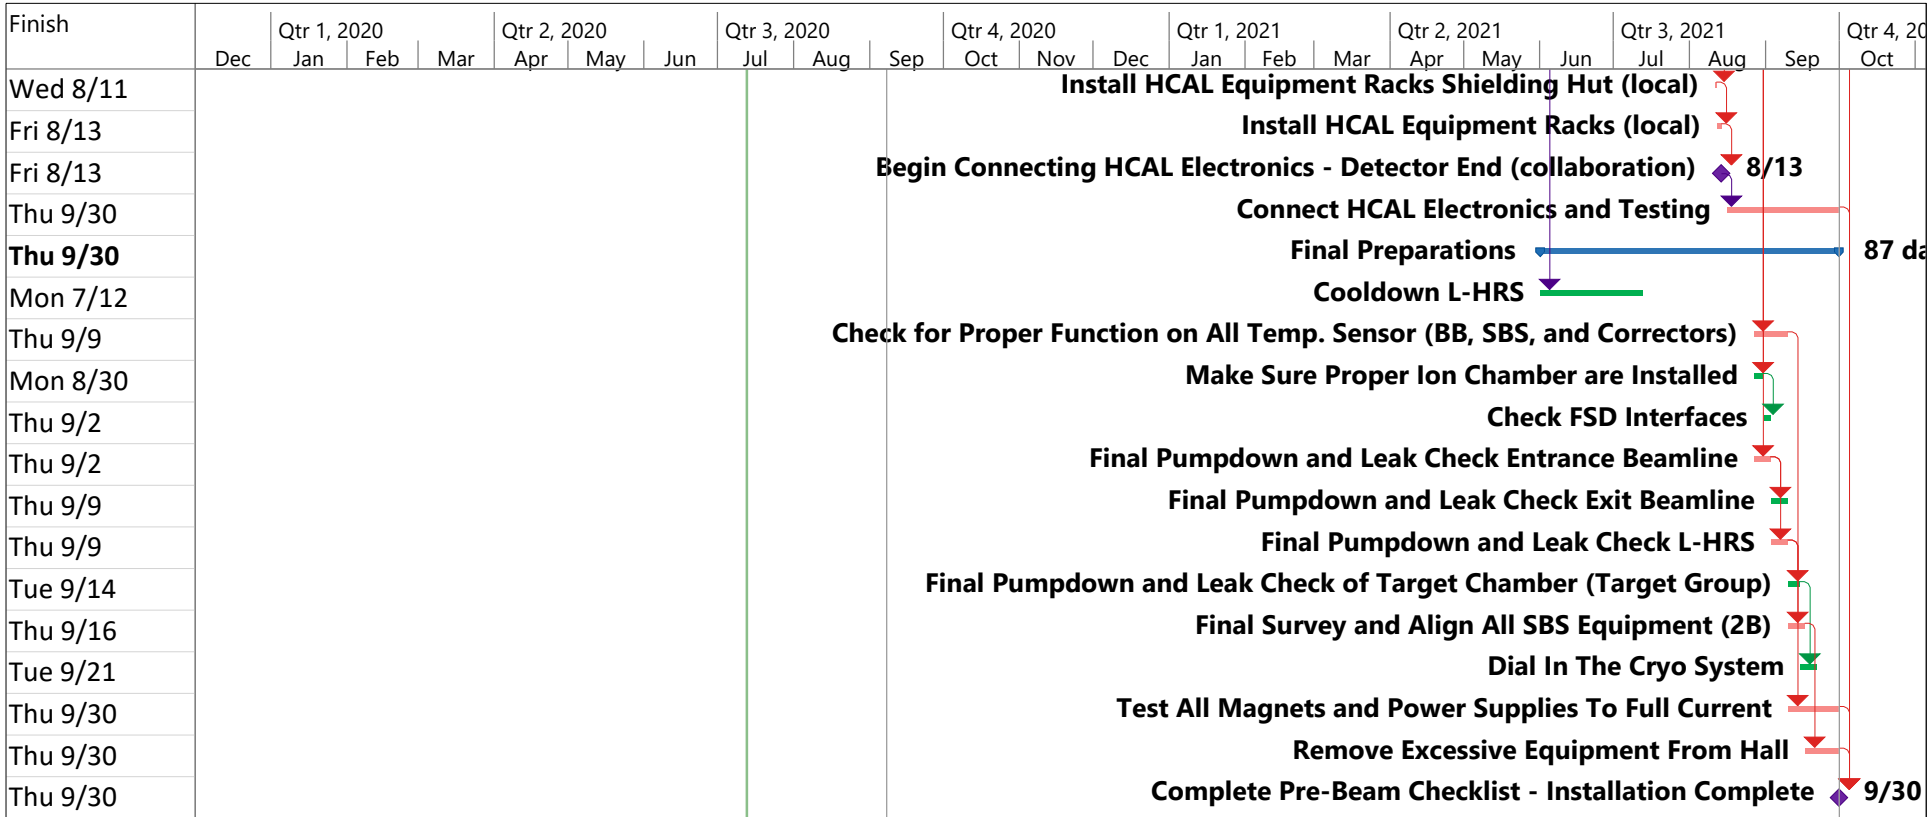 Finish
Qtr 1, 2020 Qtr 2, 2020 Qtr 3, 2020 Qtr 4, 2020 Qtr 1, 2021 Qtr 2, 2021 Qtr 3, 2021 Qtr 4, 20
Dec Jan Feb Mar Apr May Jun Jul Aug Sep Oct Nov Dec Jan Feb Mar Apr May Jun Jul Aug Sep Oct
Wed 8/11 Install HCAL Equipment Racks Shielding Hut (local)
Fri 8/13 Install HCAL Equipment Racks (local)
Fri 8/13 Begin Connecting HCAL Electronics - Detector End (collaboration) 8/13
Thu 9/30 Connect HCAL Electronics and Testing
Thu 9/30 Final Preparations 87 da
Mon 7/12 Cooldown L-HRS
Thu 9/9 Check for Proper Function on All Temp. Sensor (BB, SBS, and Correctors)
Mon 8/30 Make Sure Proper Ion Chamber are Installed
Thu 9/2 Check FSD Interfaces
Thu 9/2 Final Pumpdown and Leak Check Entrance Beamline
Thu 9/9 Final Pumpdown and Leak Check Exit Beamline
Thu 9/9 Final Pumpdown and Leak Check L-HRS
Tue 9/14 Final Pumpdown and Leak Check of Target Chamber (Target Group)
Thu 9/16 Final Survey and Align All SBS Equipment (2B)
Tue 9/21 Dial In The Cryo System
Thu 9/30 Test All Magnets and Power Supplies To Full Current
Thu 9/30 Remove Excessive Equipment From Hall
Thu 9/30 Complete Pre-Beam Checklist - Installation Complete 9/30